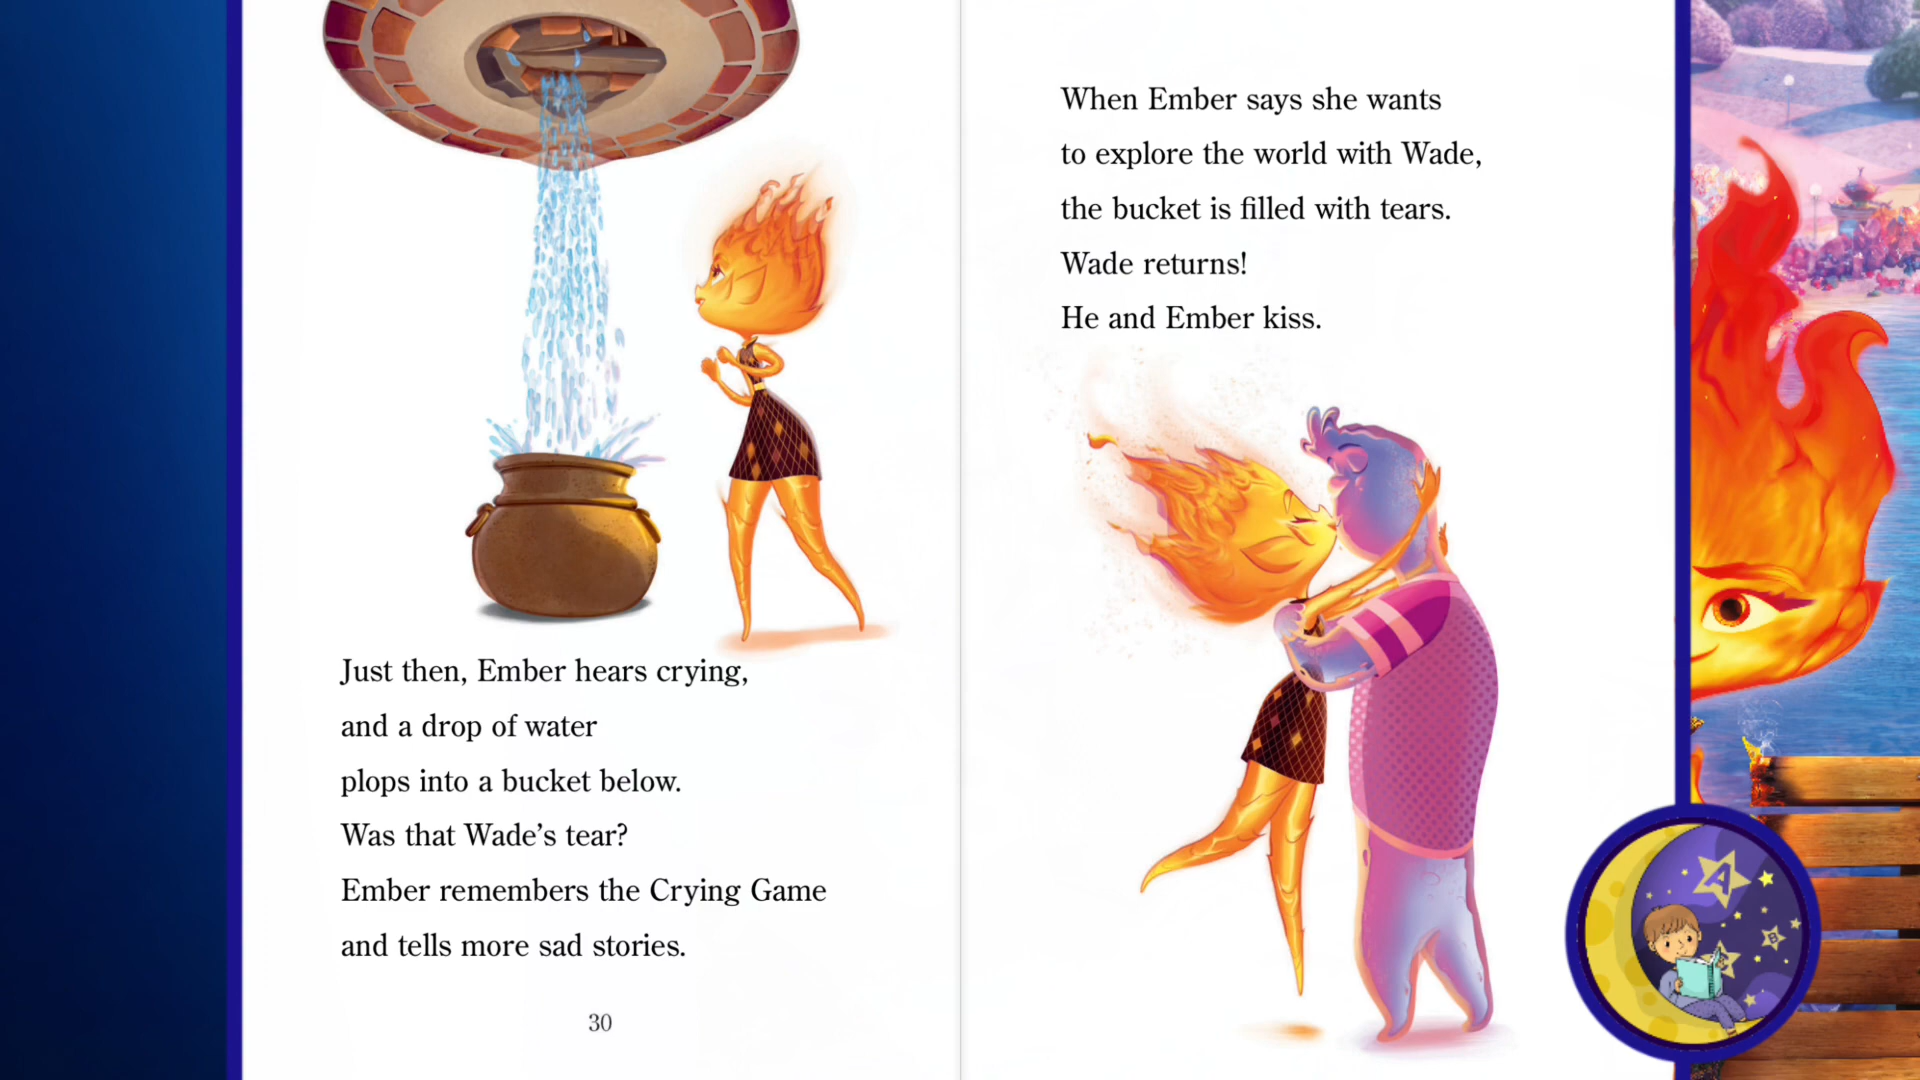 Just then, Ember hears crying,
and a drop of water
plops into a bucket below.
Was that Wade’s tear?
Ember remembers the Crying Game
and tells more sad stories.
30
When Ember says she wants
to explore the world with Wade,
the bucket is filled with tears.
Wade returns!
He and Ember kiss.
A
B